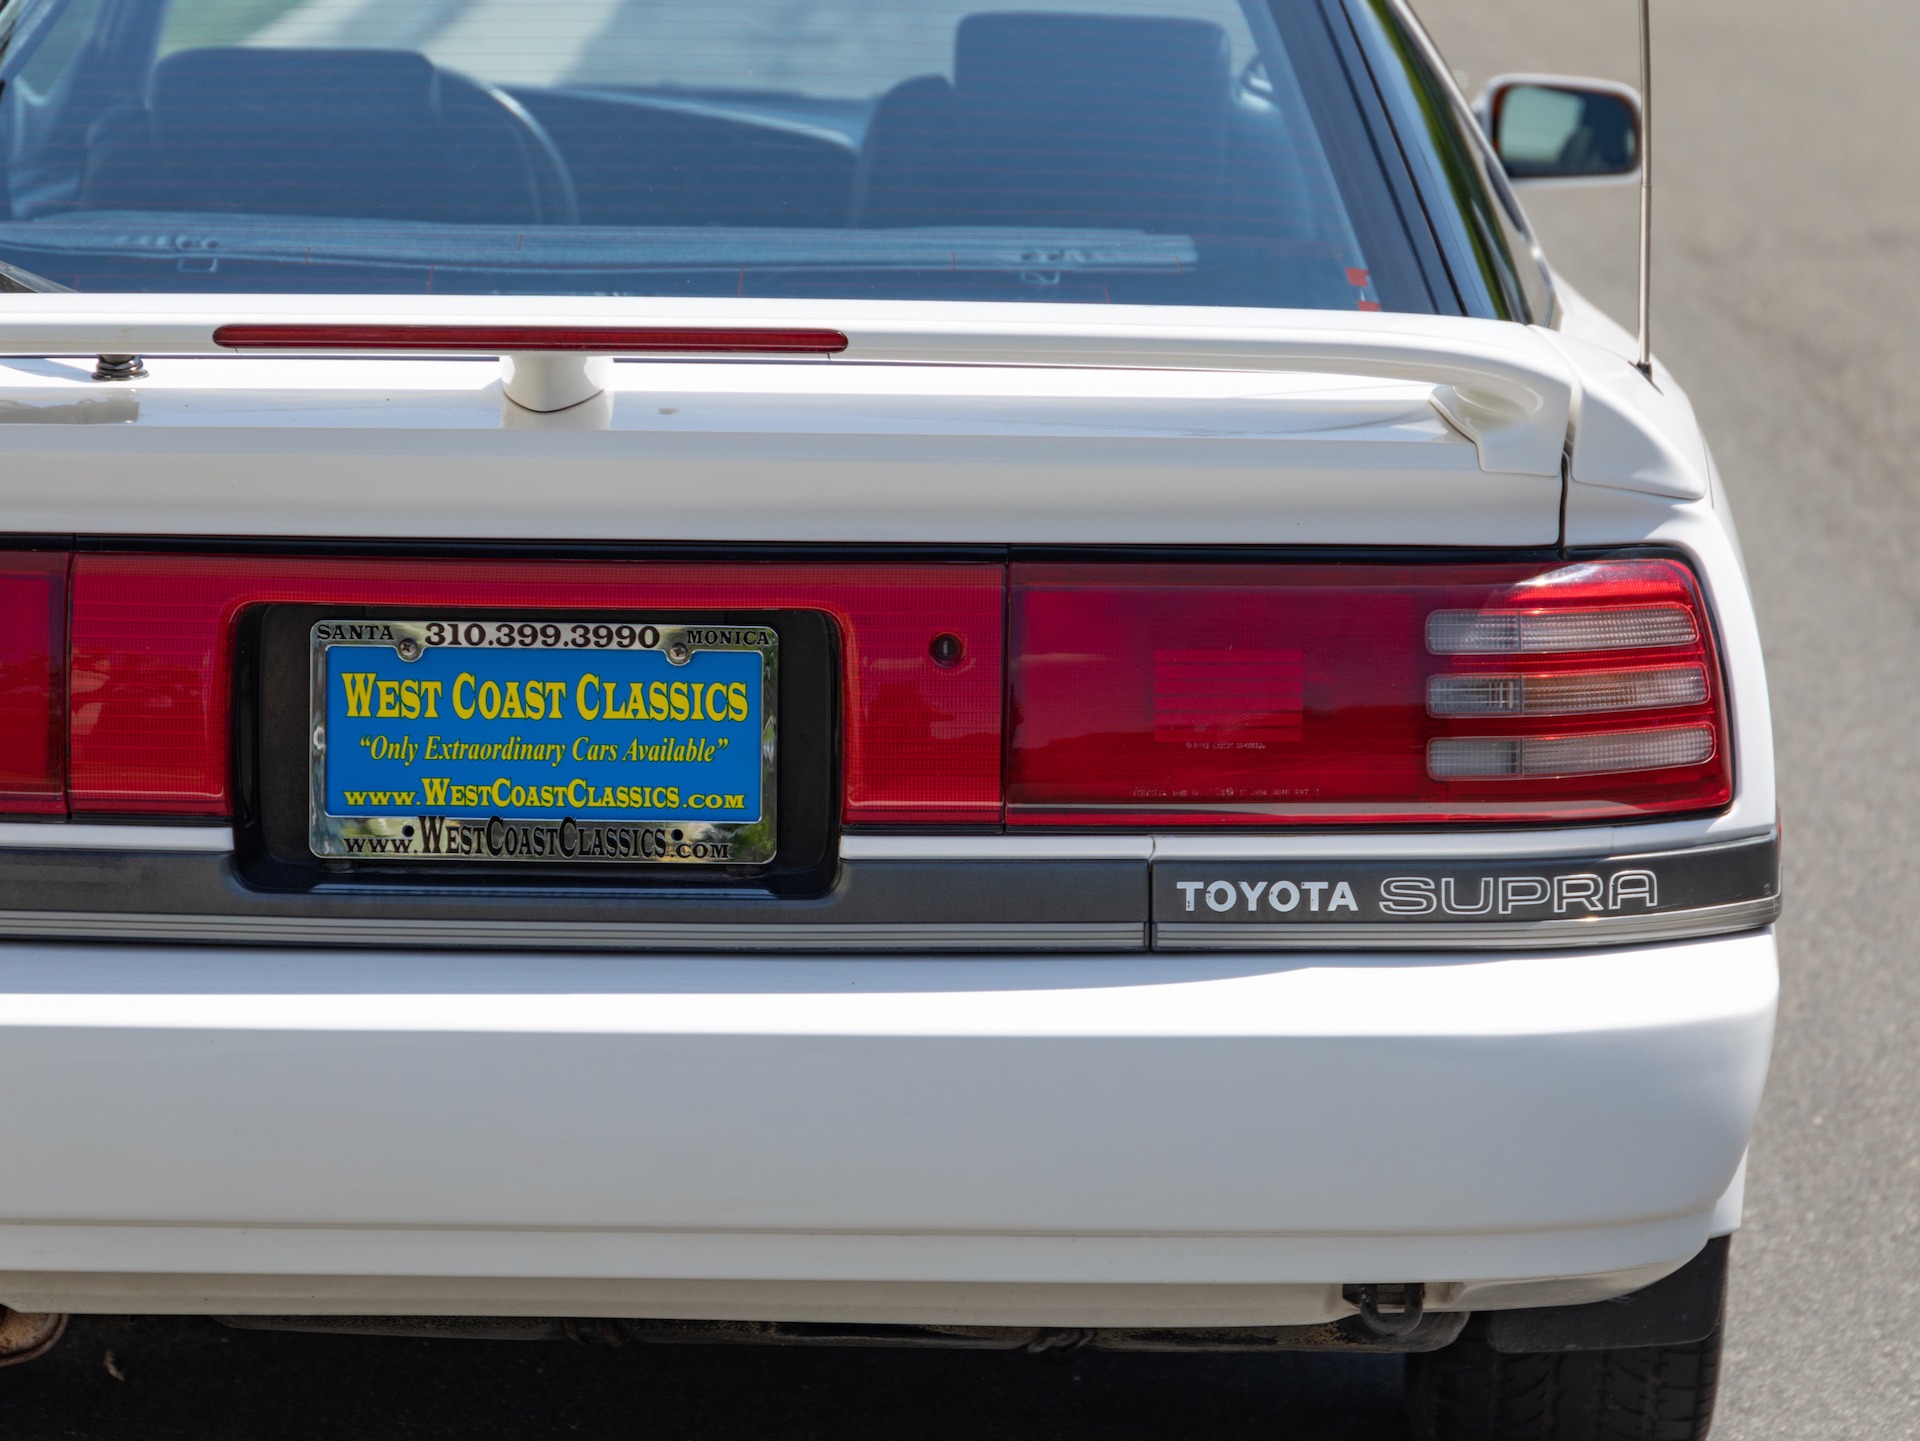 SANTA 310.399.3990 MONICA
WEST COAST CLASSICS
“Only Extraordinary Cars Available”
www.WESTCOASTCLASSICS.COM
www.WESTCOASTCLASSICS.COM
TOYOTA SUPRA